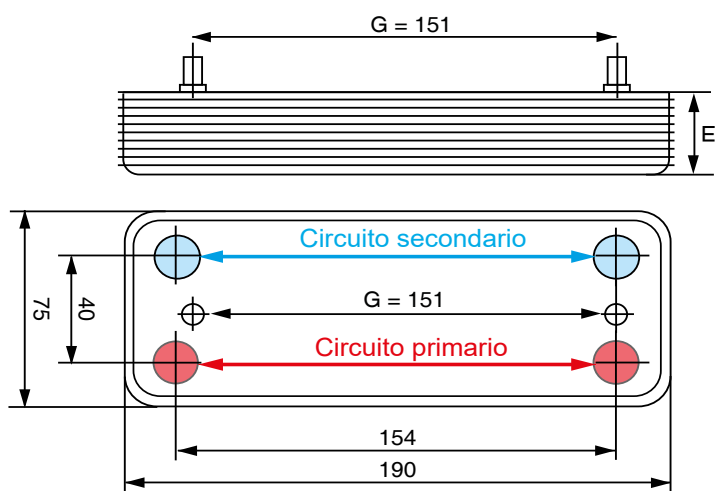 G = 151
E
Circuito secondario
75
40
G = 151
Circuito primario
154
190